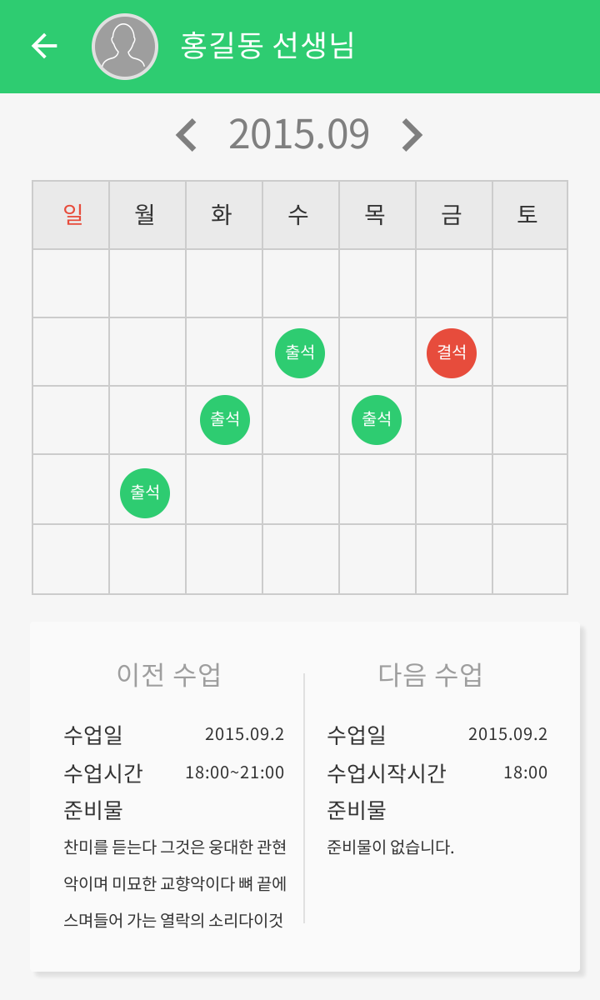 홍길동 선생님
2015.09
일 월 화 수 목 금 토
출석 결석
출석 출석
출석
이전 수업
수업일 2015.09.2
수업시간 18:00~21:00
준비물
찬미를 듣는다 그것은 웅대한 관현
악이며 미묘한 교향악이다 뼈 끝에
스며들어 가는 열락의 소리다이것
다음 수업
수업일 2015.09.2
수업시작시간 18:00
준비물
준비물이 없습니다.